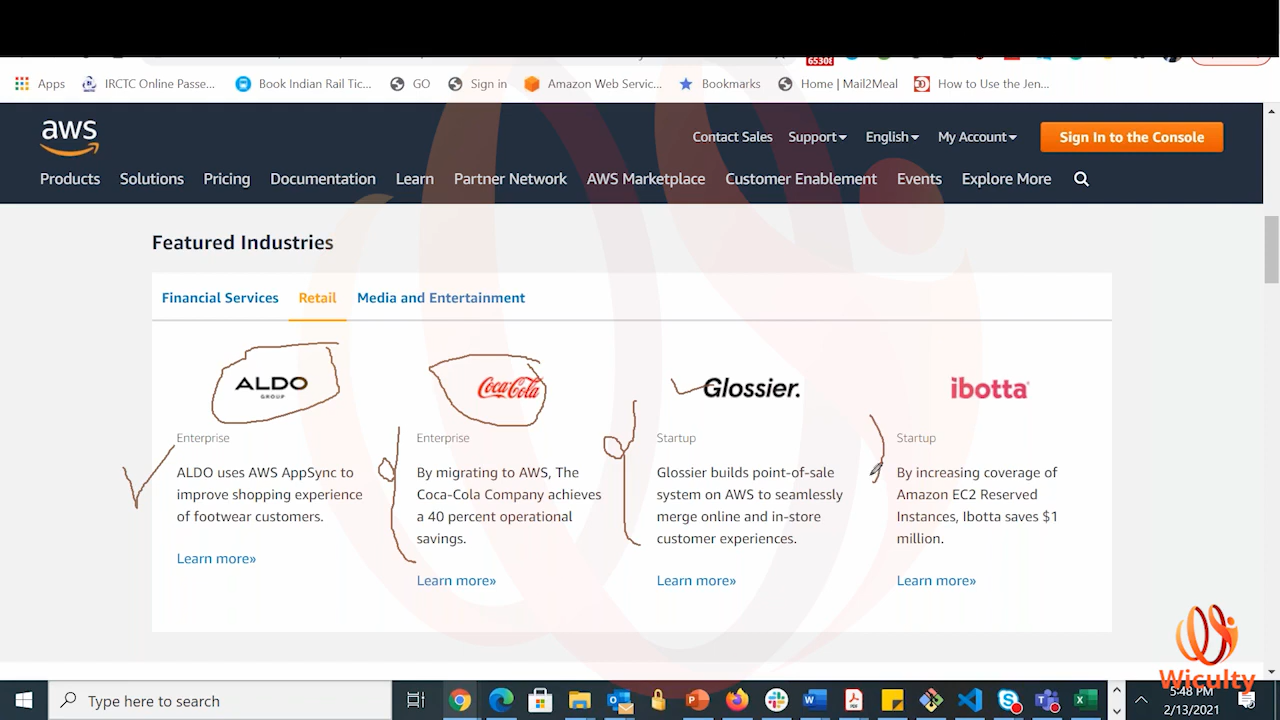 65308
Apps IRCTC Online Passe... Book Indian Rail Tic... GO Sign in Amazon Web Servic... Bookmarks Home | Mail2Meal How to Use the Jen...
aws
Contact Sales Support English My Account Sign In to the Console
Products Solutions Pricing Documentation Learn Partner Network AWS Marketplace Customer Enablement Events Explore More
Featured Industries
Financial Services Retail Media and Entertainment
ALDO
GROUP
Enterprise
ALDO uses AWS AppSync to
improve shopping experience
of footwear customers.
Learn more»
Coca-Cola
Enterprise
By migrating to AWS, The
Coca-Cola Company achieves
a 40 percent operational
savings.
Learn more»
Glossier.
Startup
Glossier builds point-of-sale
system on AWS to seamlessly
merge online and in-store
customer experiences.
Learn more»
ibotta
Startup
By increasing coverage of
Amazon EC2 Reserved
Instances, Ibotta saves $1
million.
Learn more»
Wiculty
Type here to search
5:48 PM
2/13/2021